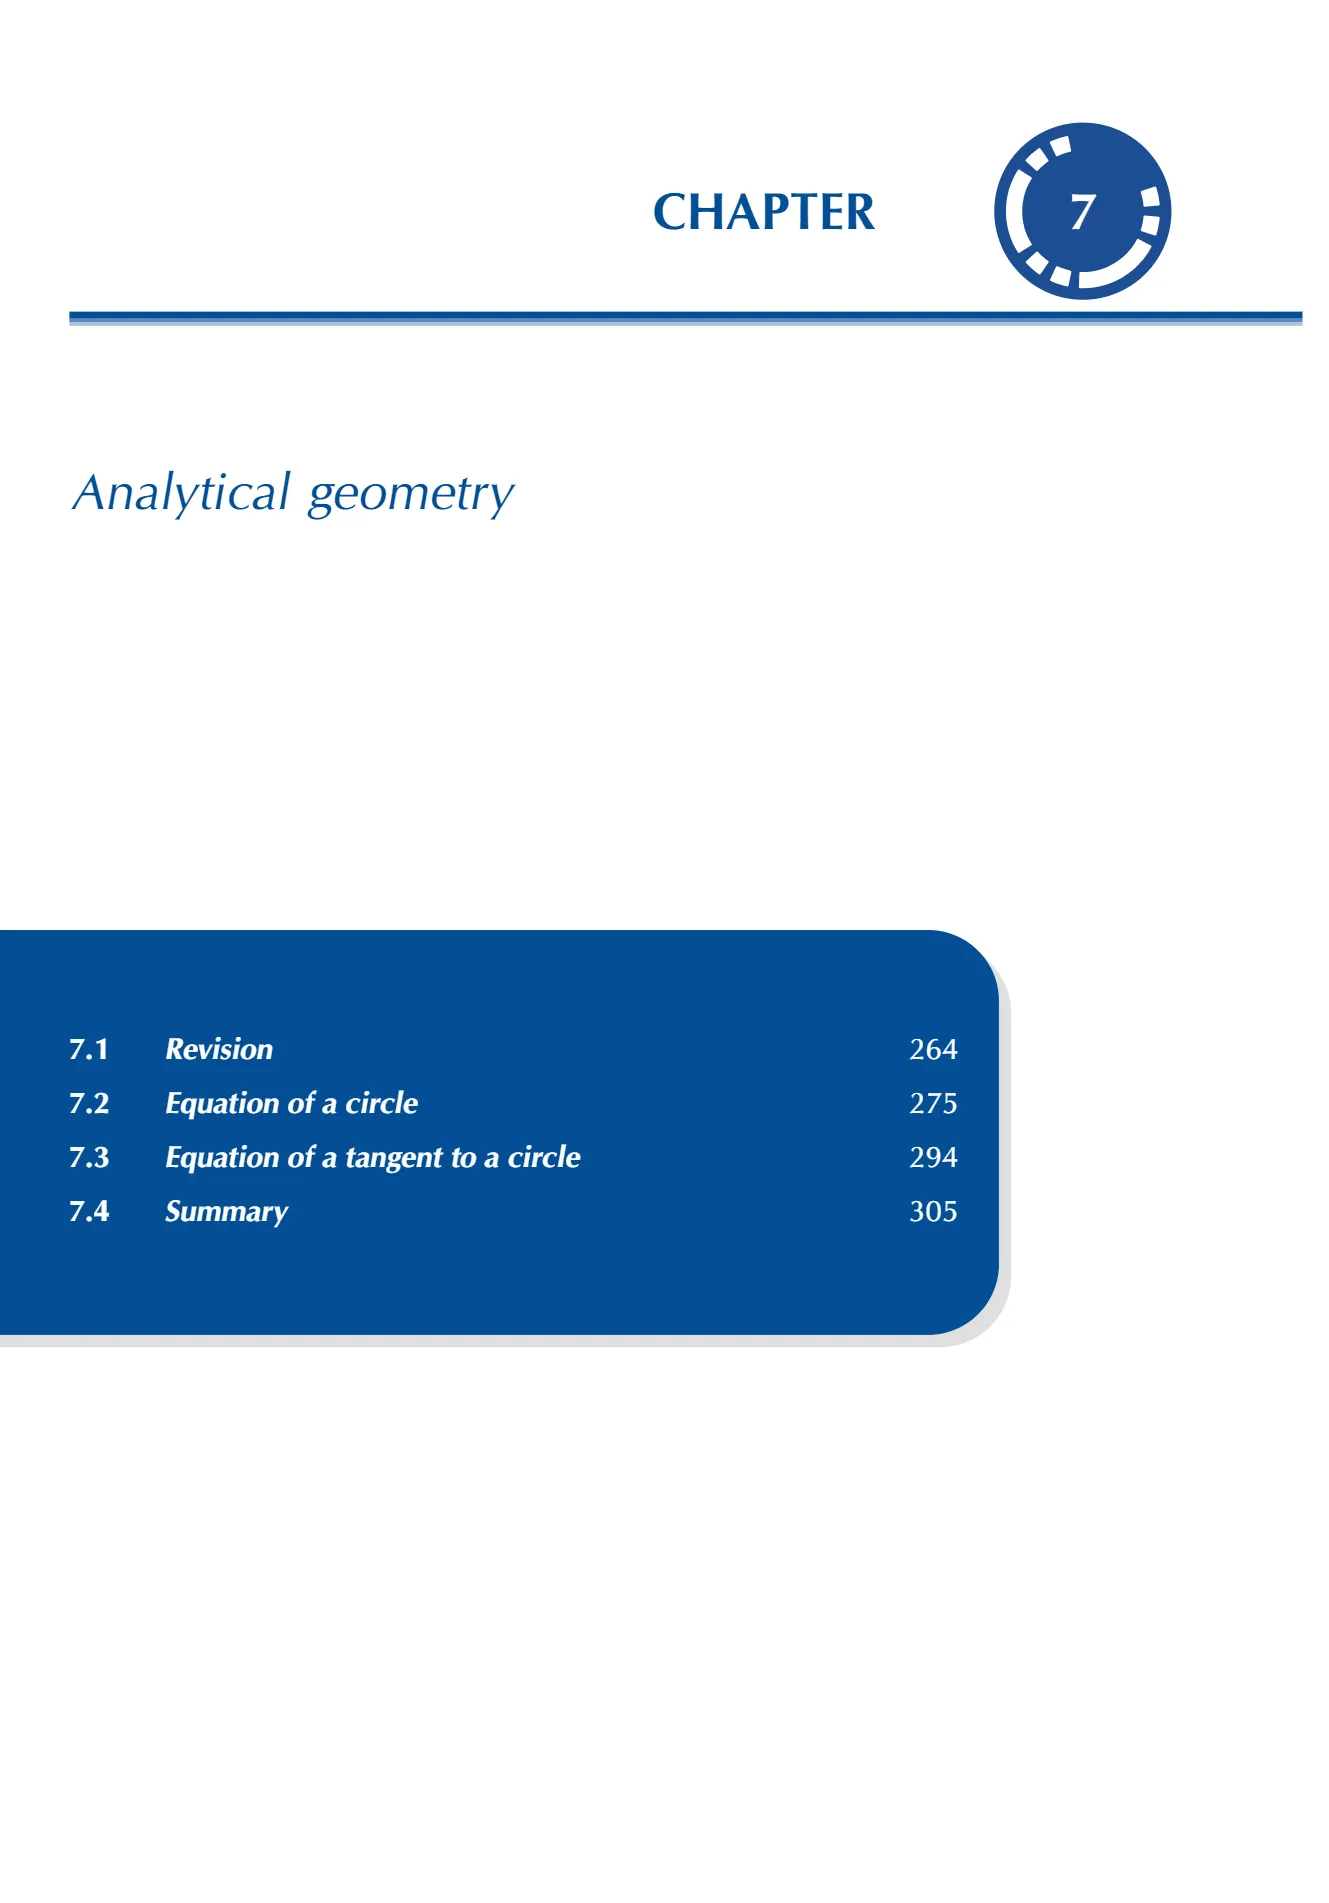 CHAPTER 7
Analytical geometry
7.1 Revision 264
7.2 Equation of a circle 275
7.3 Equation of a tangent to a circle 294
7.4 Summary 305